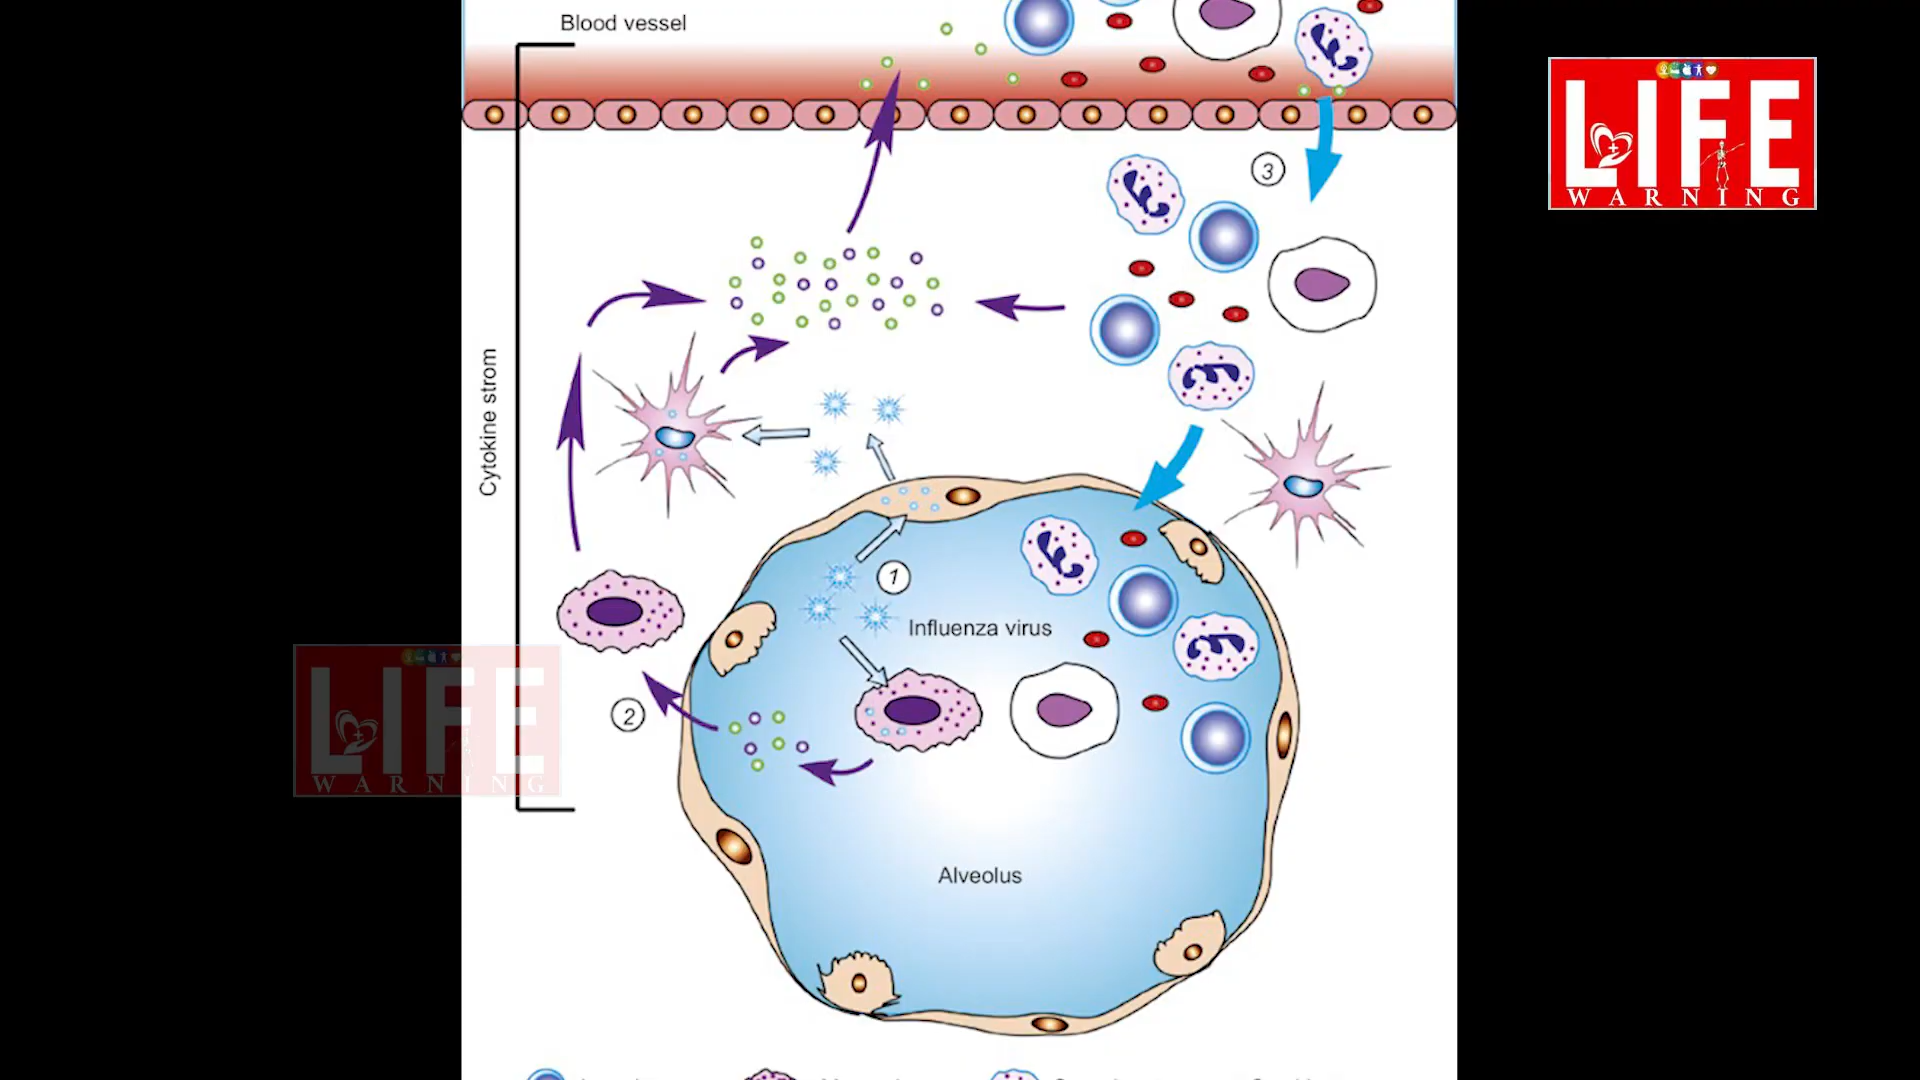 Blood vessel
LIFE
WARNING
3
Cytokine strom
1
Influenza virus
2
LIFE
WARNING
Alveolus